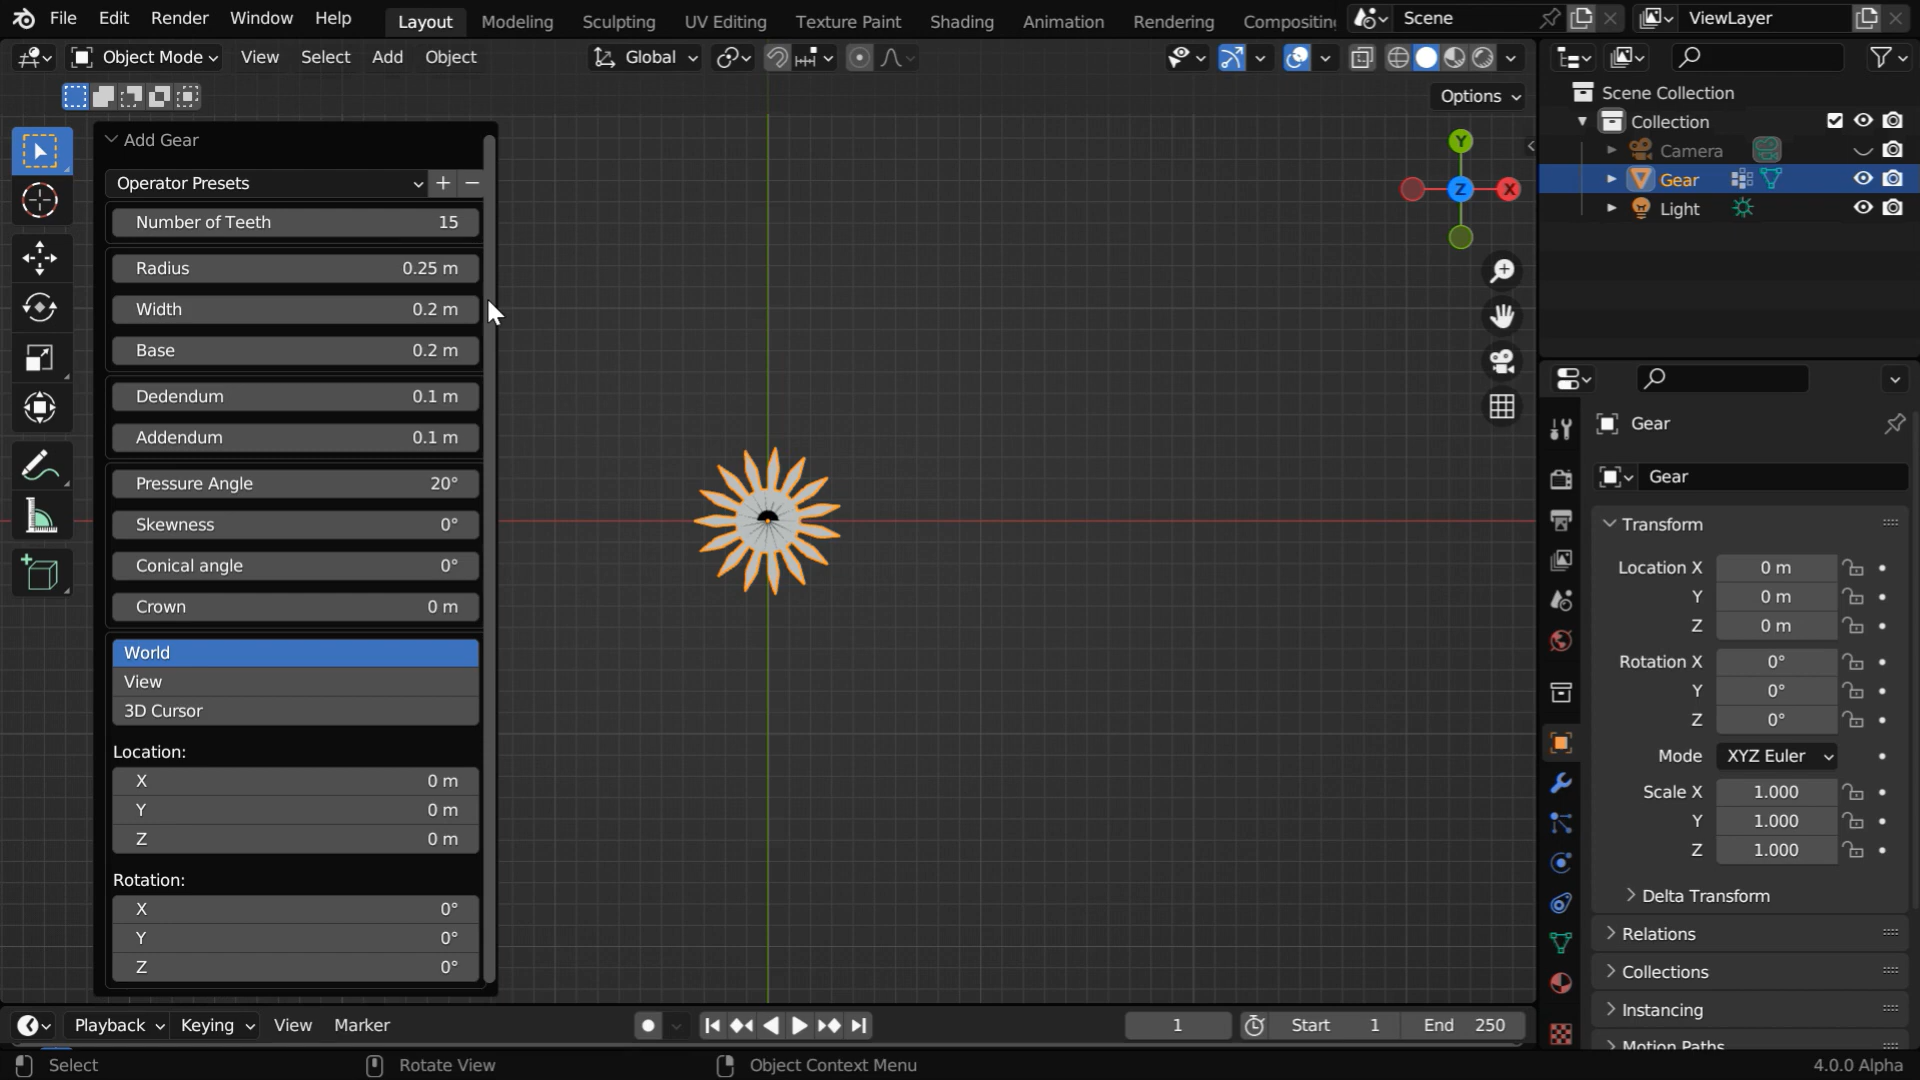 File Edit Render Window Help Layout Modeling Sculpting UV Editing Texture Paint Shading Animation Rendering Compositin Scene ViewLayer
Object Mode View Select Add Object Global
Options
Scene Collection
Collection
Camera
Gear
Light
Add Gear
Operator Presets + −
Number of Teeth 15
Radius 0.25 m
Width 0.2 m
Base 0.2 m
Dedendum 0.1 m
Addendum 0.1 m
Pressure Angle 20°
Skewness 0°
Conical angle 0°
Crown 0 m
World
View
3D Cursor
Location:
X 0 m
Y 0 m
Z 0 m
Rotation:
X 0°
Y 0°
Z 0°
Y
Z X
Gear
Gear
Transform
Location X 0 m
Y 0 m
Z 0 m
Rotation X 0°
Y 0°
Z 0°
Mode XYZ Euler
Scale X 1.000
Y 1.000
Z 1.000
Delta Transform
Relations
Collections
Instancing
Motion Paths
Playback Keying View Marker 1 Start 1 End 250
Select Rotate View Object Context Menu 4.0.0 Alpha